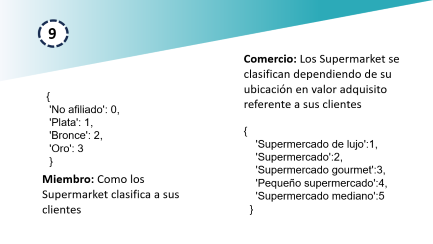 9
{
'No afiliado': 0,
'Plata': 1,
'Bronce': 2,
'Oro': 3
}
Miembro: Como los
Supermarket clasifica a sus
clientes
Comercio: Los Supermarket se
clasifican dependiendo de su
ubicación en valor adquisito
referente a sus clientes
{
'Supermercado de lujo':1,
'Supermercado':2,
'Supermercado gourmet':3,
'Pequeño supermercado':4,
'Supermercado mediano':5
}